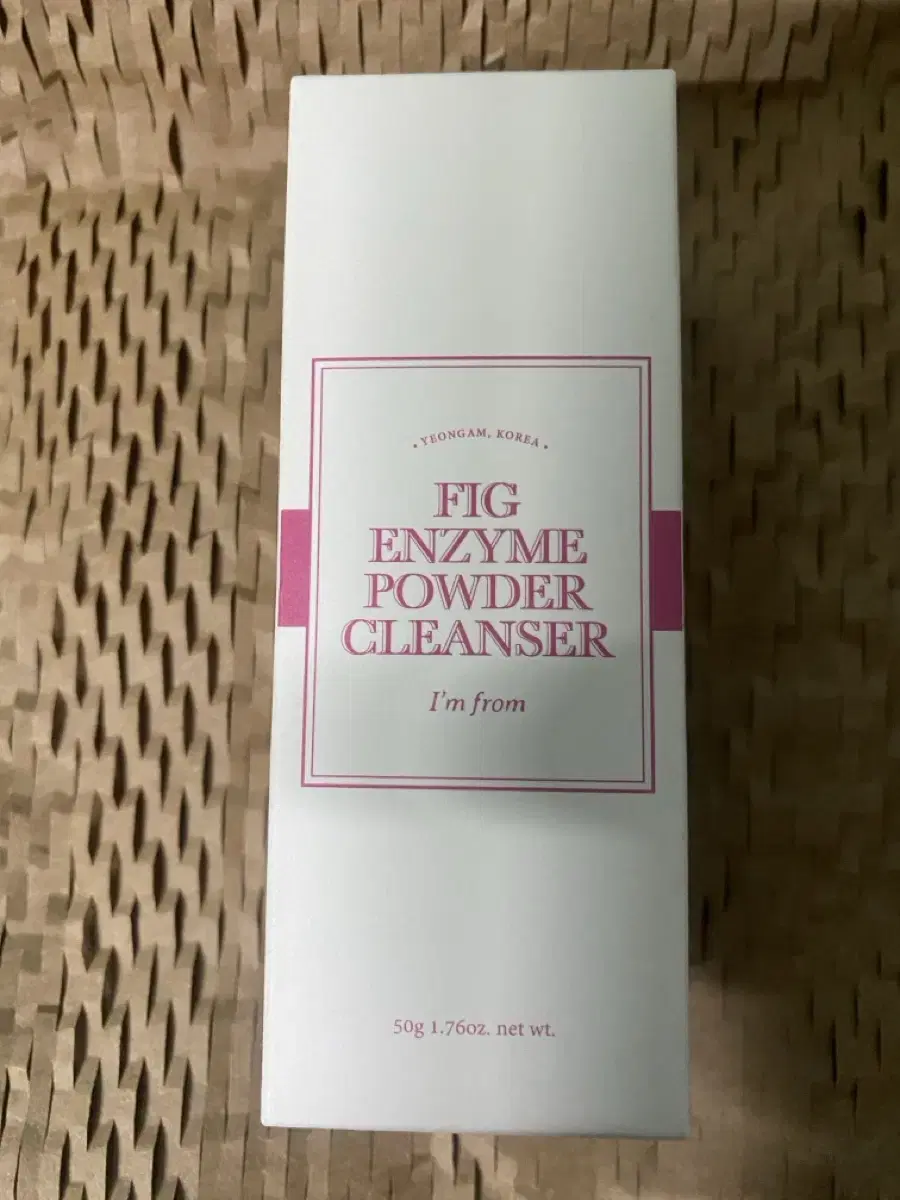 • YEONGAM, KOREA •
FIG
ENZYME
POWDER
CLEANSER
I'm from
50g 1.76oz. net wt.